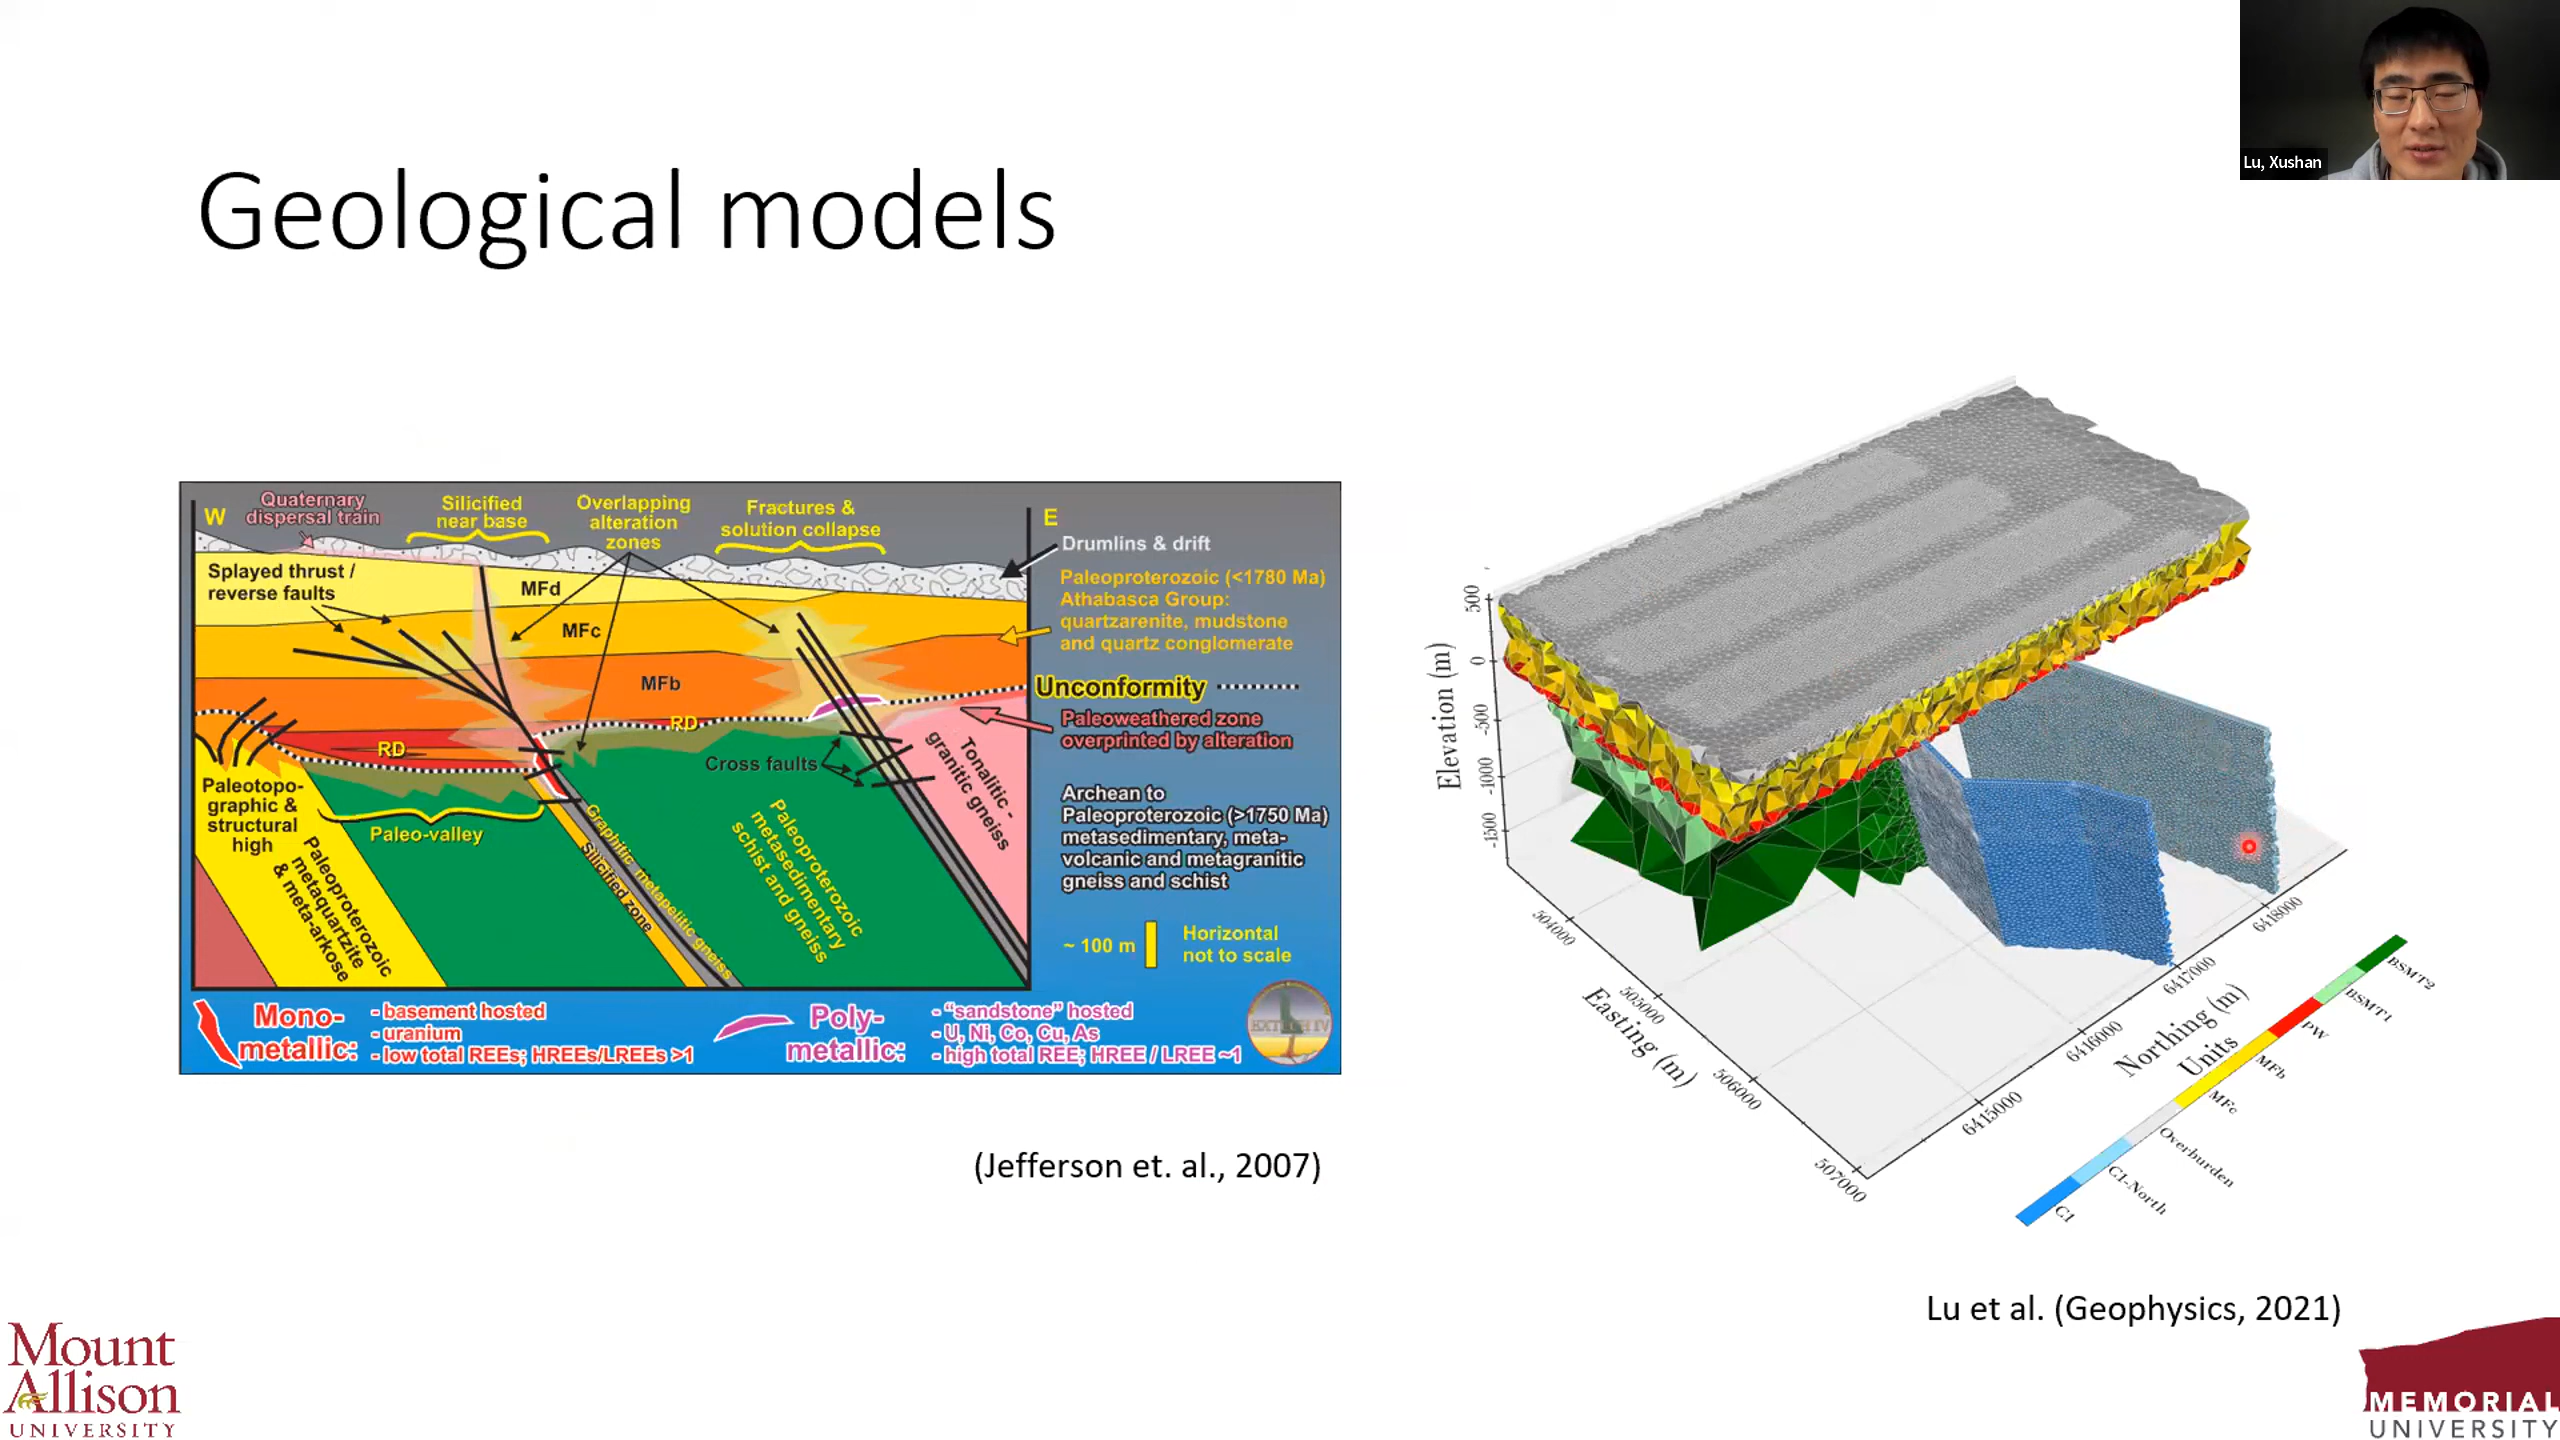 Lu, Xushan
Geological models
W
Quaternary
dispersal train
Silicified
near base
Overlapping
alteration
zones
Fractures &
solution collapse
E
Drumlins & drift
Splayed thrust /
reverse faults
MFd
MFc
MFb
RD
RD
Paleoproterozoic (<1780 Ma)
Athabasca Group:
quartzarenite, mudstone
and quartz conglomerate
Unconformity
Paleoweathered zone
overprinted by alteration
Paleotopo-
graphic &
structural
high
Paleo-valley
Cross faults
Paleoproterozoic
metaquartzite
& meta-arkose
Graphitic metapelitic gneiss
Silicified zone
Paleoproterozoic
metasedimentary
schist and gneiss
Tonalitic -
granitic gneiss
Archean to
Paleoproterozoic (>1750 Ma)
metasedimentary, meta-
volcanic and metagranitic
gneiss and schist
~ 100 m
Horizontal
not to scale
Mono-
metallic:
- basement hosted
- uranium
- low total REEs; HREEs/LREEs >1
Poly-
metallic:
- "sandstone" hosted
- U, Ni, Co, Cu, As
- high total REE; HREE / LREE ~1
EXTECH IV
(Jefferson et. al., 2007)
Elevation (m)
500
0
-500
-1000
-1500
504000
505000
506000
507000
Easting (m)
6415000
6416000
6417000
6418000
Northing (m)
Units
BSMT2
BSMT1
PW
MFb
MFc
Overburden
C1-North
C1
Lu et al. (Geophysics, 2021)
Mount
Allison
UNIVERSITY
MEMORIAL
UNIVERSITY